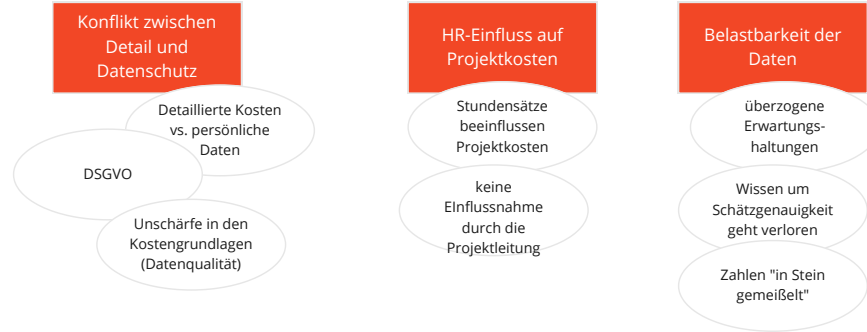 Konflikt zwischen
Detail und
Datenschutz
Detaillierte Kosten
vs. persönliche
Daten
DSGVO
Unschärfe in den
Kostengrundlagen
(Datenqualität)
HR-Einfluss auf
Projektkosten
Stundensätze
beeinflussen
Projektkosten
keine
EInflussnahme
durch die
Projektleitung
Belastbarkeit der
Daten
überzogene
Erwartungs-
haltungen
Wissen um
Schätzgenauigkeit
geht verloren
Zahlen "in Stein
gemeißelt"